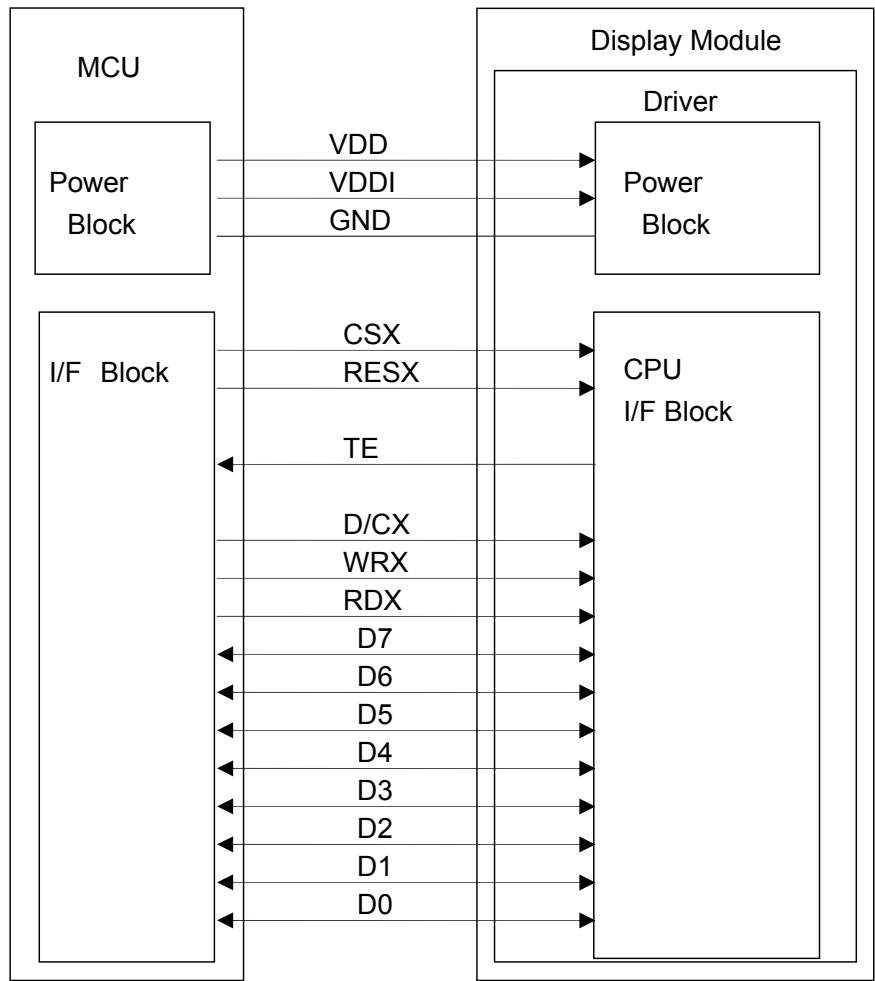 MCU
Display Module
Driver
Power
Block
VDD
VDDI
GND
Power
Block
I/F Block
CSX
RESX
TE
D/CX
WRX
RDX
D7
D6
D5
D4
D3
D2
D1
D0
CPU
I/F Block